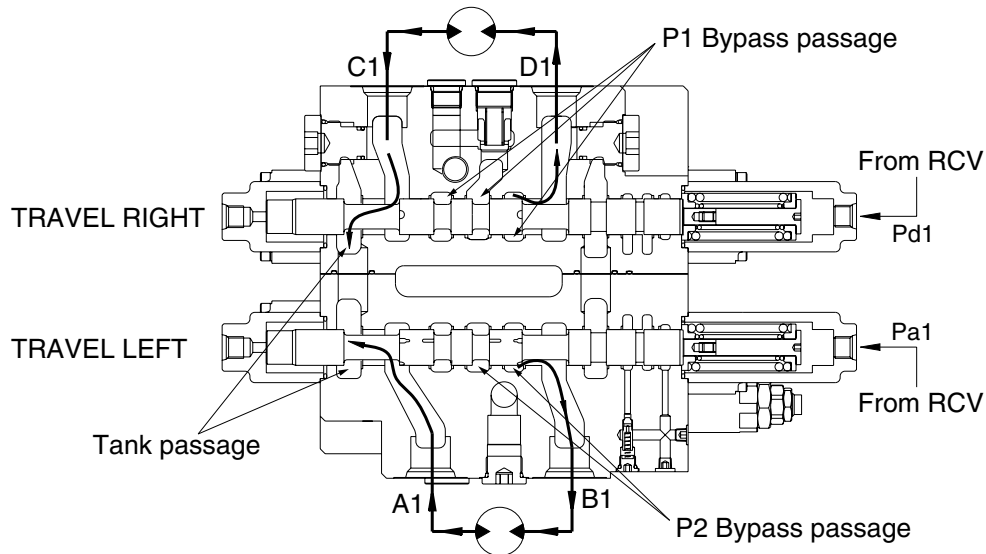 P1 Bypass passage
C1
D1
From RCV
TRAVEL RIGHT
Pd1
TRAVEL LEFT
Pa1
From RCV
Tank passage
A1
B1
P2 Bypass passage